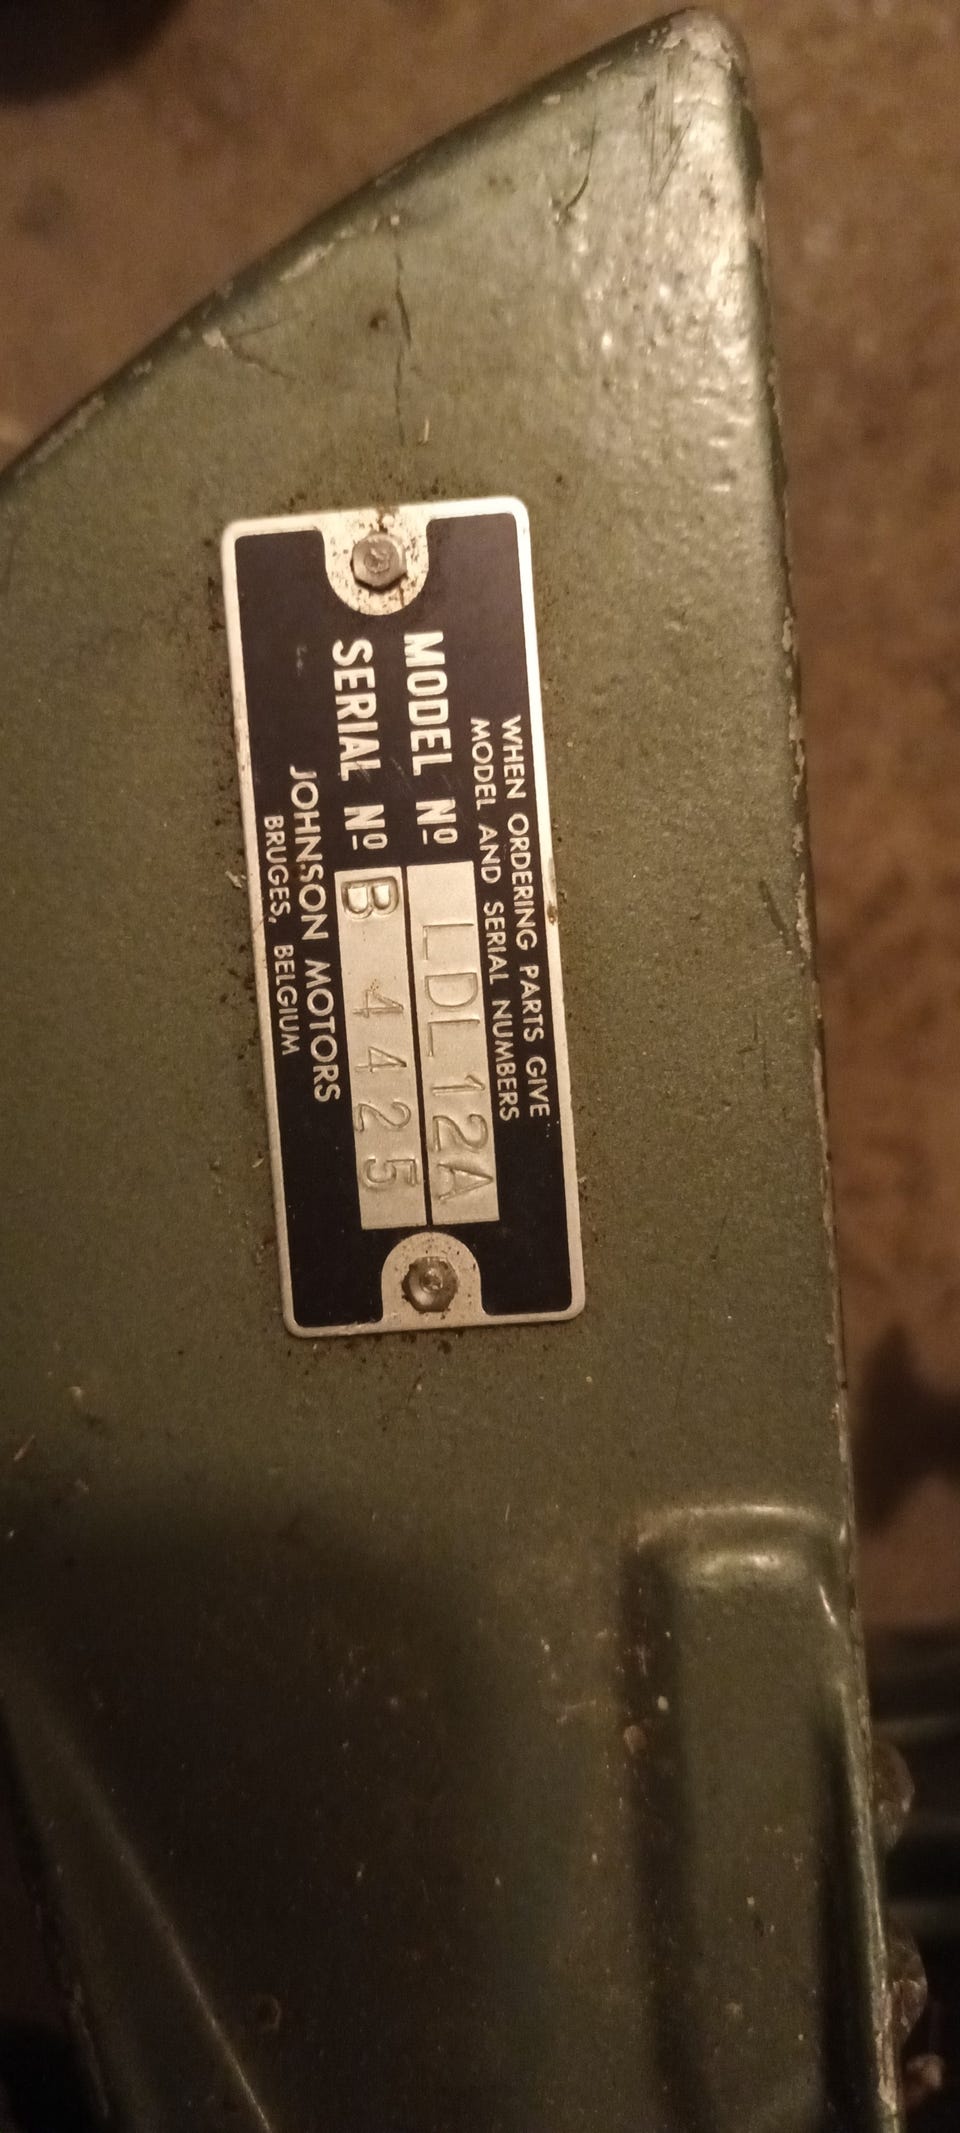 WHEN ORDERING PARTS GIVE
MODEL AND SERIAL NUMBERS
MODEL Nº LDL12A
SERIAL Nº B 4425
JOHNSON MOTORS
BRUGES, BELGIUM